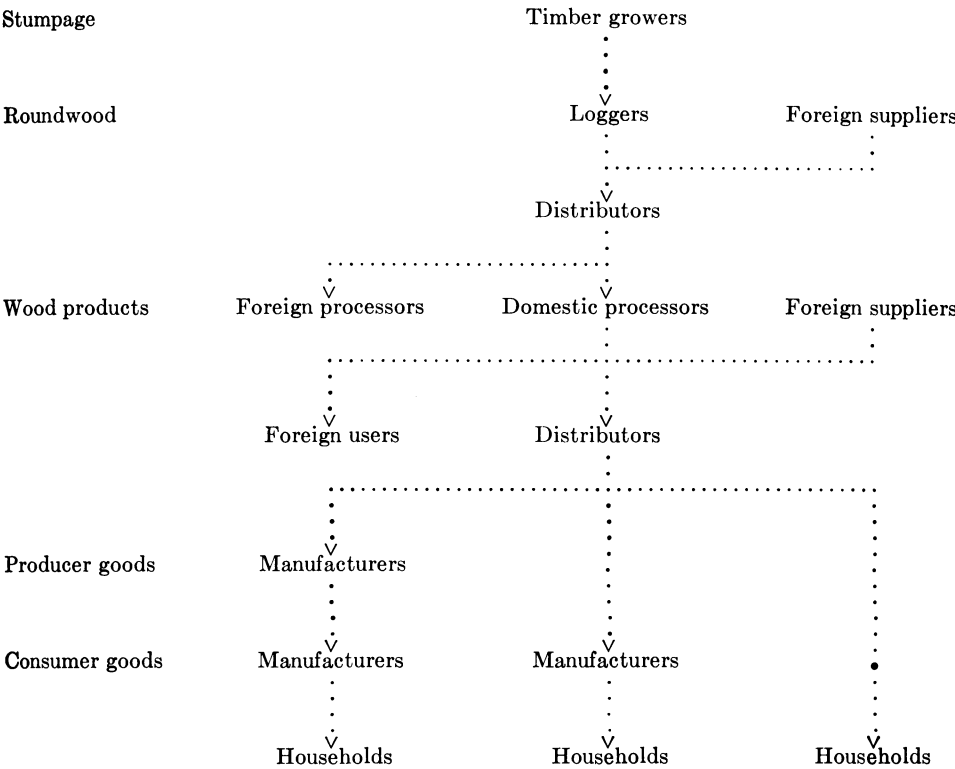 Stumpage Timber growers
Roundwood Loggers Foreign suppliers
Distributors
Wood products Foreign processors Domestic processors Foreign suppliers
Foreign users Distributors
Producer goods Manufacturers
Consumer goods Manufacturers Manufacturers
Households Households Households